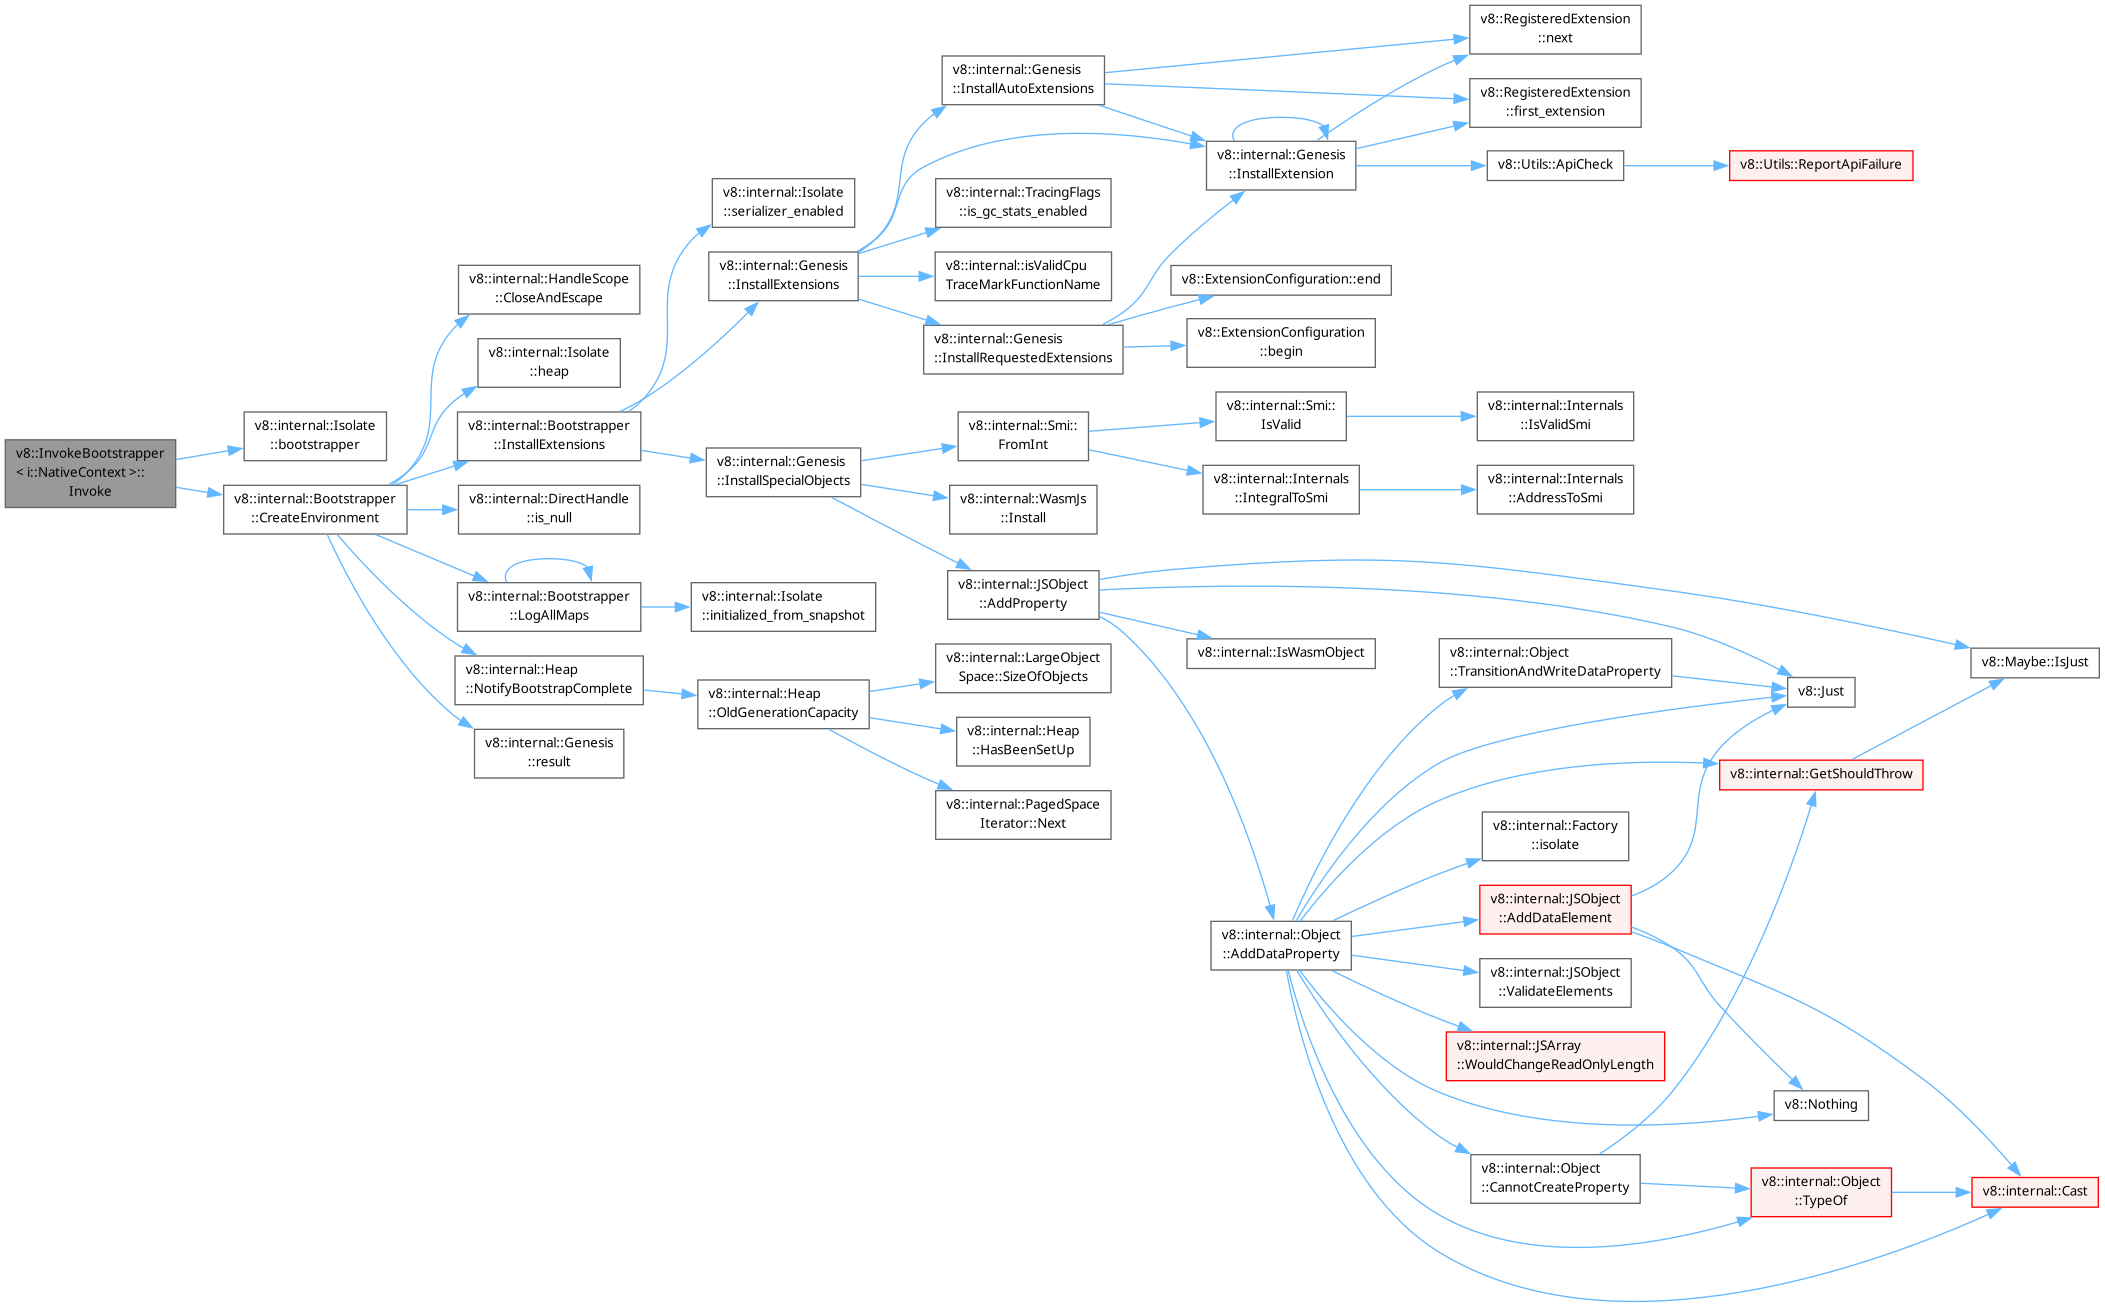 v8::InvokeBootstrapper
< i::NativeContext >::
Invoke
v8::internal::Isolate
::bootstrapper
v8::internal::Bootstrapper
::CreateEnvironment
v8::internal::HandleScope
::CloseAndEscape
v8::internal::Isolate
::heap
v8::internal::Bootstrapper
::InstallExtensions
v8::internal::DirectHandle
::is_null
v8::internal::Bootstrapper
::LogAllMaps
v8::internal::Heap
::NotifyBootstrapComplete
v8::internal::Genesis
::result
v8::internal::Isolate
::serializer_enabled
v8::internal::Genesis
::InstallExtensions
v8::internal::Genesis
::InstallSpecialObjects
v8::internal::Isolate
::initialized_from_snapshot
v8::internal::Heap
::OldGenerationCapacity
v8::internal::Genesis
::InstallAutoExtensions
v8::internal::TracingFlags
::is_gc_stats_enabled
v8::internal::isValidCpu
TraceMarkFunctionName
v8::internal::Genesis
::InstallRequestedExtensions
v8::internal::Smi::
FromInt
v8::internal::WasmJs
::Install
v8::internal::JSObject
::AddProperty
v8::internal::LargeObject
Space::SizeOfObjects
v8::internal::Heap
::HasBeenSetUp
v8::internal::PagedSpace
Iterator::Next
v8::internal::Genesis
::InstallExtension
v8::ExtensionConfiguration::end
v8::ExtensionConfiguration
::begin
v8::internal::Smi::
IsValid
v8::internal::Internals
::IntegralToSmi
v8::internal::IsWasmObject
v8::internal::Object
::AddDataProperty
v8::RegisteredExtension
::next
v8::RegisteredExtension
::first_extension
v8::Utils::ApiCheck
v8::internal::Internals
::IsValidSmi
v8::internal::Internals
::AddressToSmi
v8::internal::Object
::TransitionAndWriteDataProperty
v8::internal::Factory
::isolate
v8::internal::JSObject
::AddDataElement
v8::internal::JSObject
::ValidateElements
v8::internal::JSArray
::WouldChangeReadOnlyLength
v8::internal::Object
::CannotCreateProperty
v8::Utils::ReportApiFailure
v8::Just
v8::internal::GetShouldThrow
v8::Nothing
v8::internal::Object
::TypeOf
v8::Maybe::IsJust
v8::internal::Cast